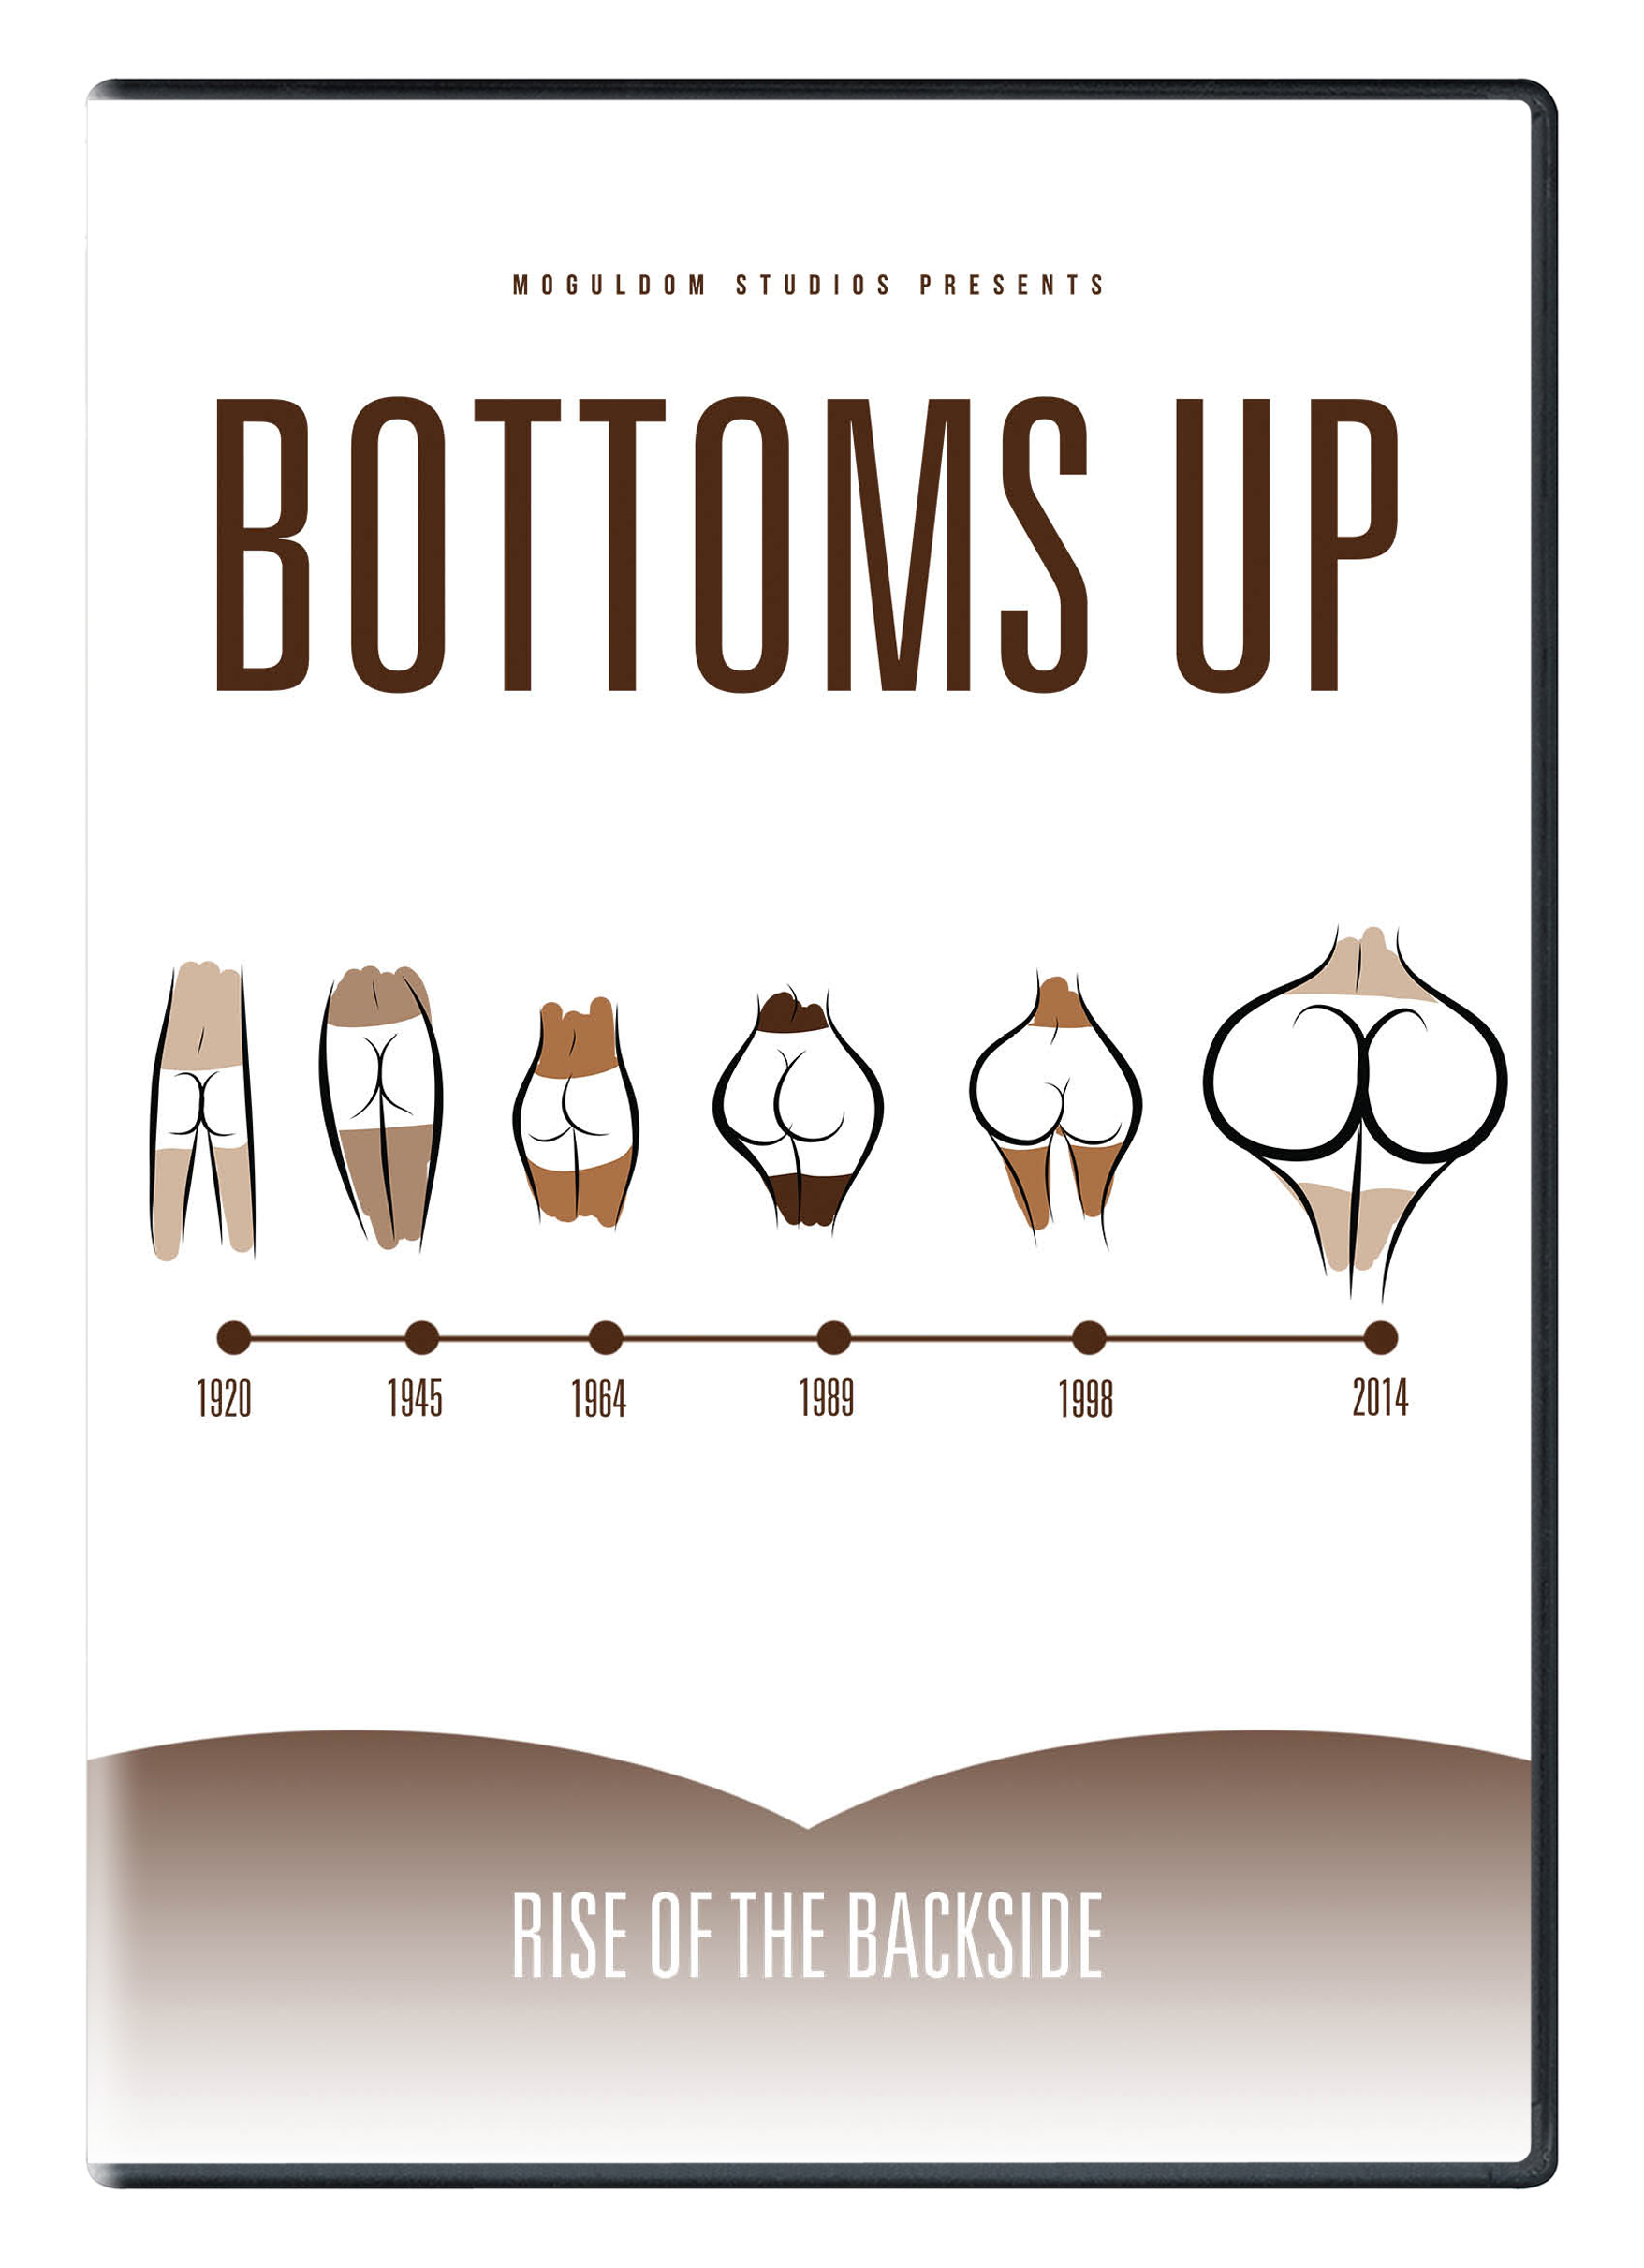 MOGULDOM STUDIOS PRESENTS
BOTTOMS UP
1920 1945 1964 1989 1998 2014
RISE OF THE BACKSIDE